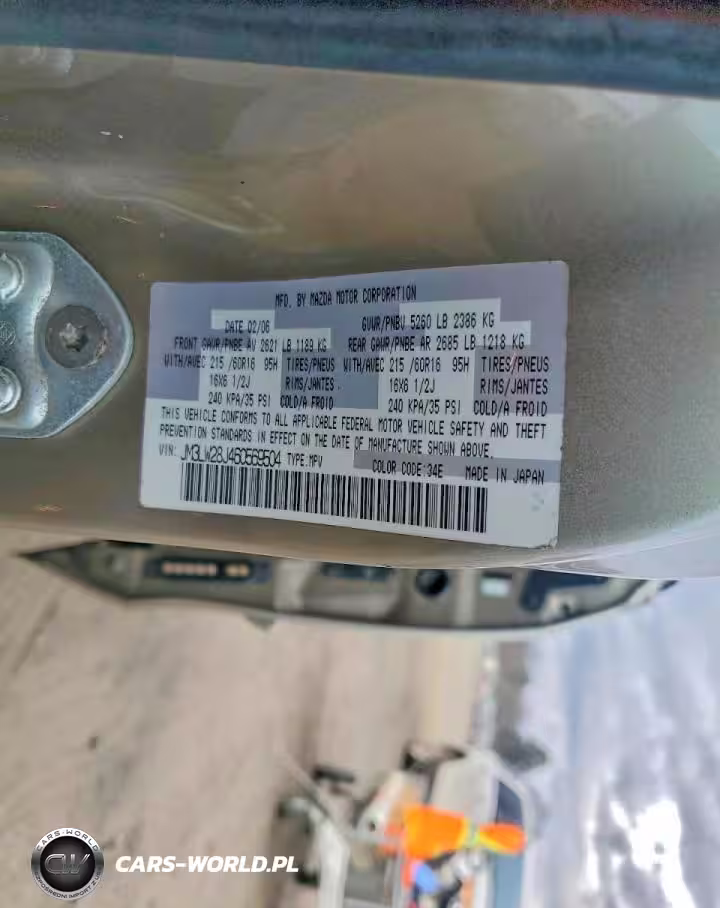 MFD. BY MAZDA MOTOR CORPORATION
DATE 02/06 GVWR/PNBV 5260 LB 2386 KG
FRONT GAWR/PNBE AV 2621 LB 1189 KG REAR GAWR/PNBE AR 2685 LB 1218 KG
WITH/AVEC 215 /60R16 95H TIRES/PNEUS WITH/AVEC 215 /60R16 95H TIRES/PNEUS
16X6 1/2J RIMS/JANTES 16X6 1/2J RIMS/JANTES
240 KPA/35 PSI COLD/A FROID 240 KPA/35 PSI COLD/A FROID
THIS VEHICLE CONFORMS TO ALL APPLICABLE FEDERAL MOTOR VEHICLE SAFETY AND THEFT
PREVENTION STANDARDS IN EFFECT ON THE DATE OF MANUFACTURE SHOWN ABOVE.
VIN: JM3LW28J460569504 TYPE.MPV COLOR CODE:34E MADE IN JAPAN
CARS-WORLD
CW
CARS-WORLD.PL